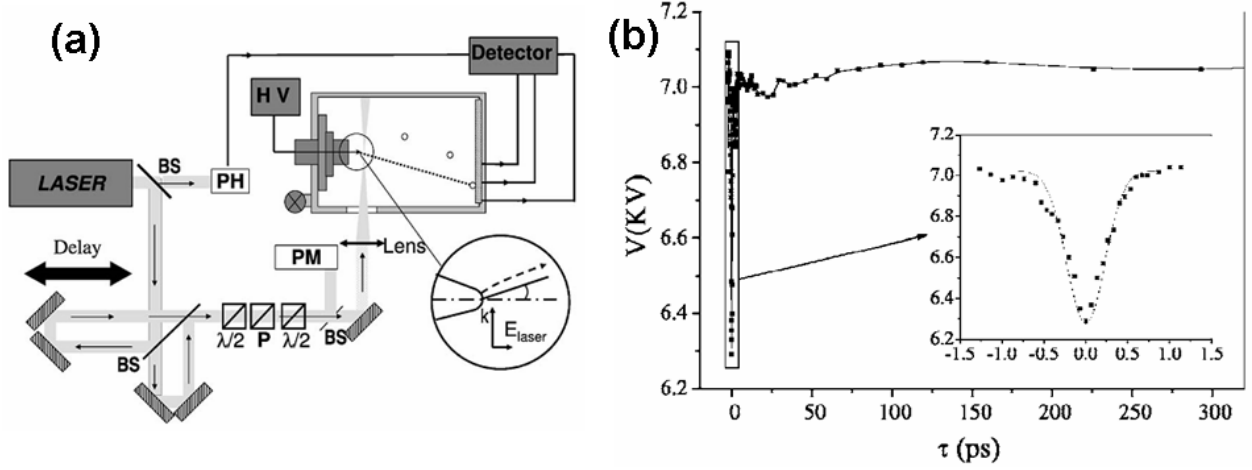 (a)
Detector
H V
BS
LASER
PH
Delay
PM
Lens
λ/2 P λ/2
BS
BS
k
E laser
(b)
V(KV)
7.2
7.0
6.8
6.6
6.4
6.2
0 50 100 150 200 250 300
τ (ps)
7.2
7.0
6.8
6.6
6.4
6.2
-1.5 -1.0 -0.5 0.0 0.5 1.0 1.5